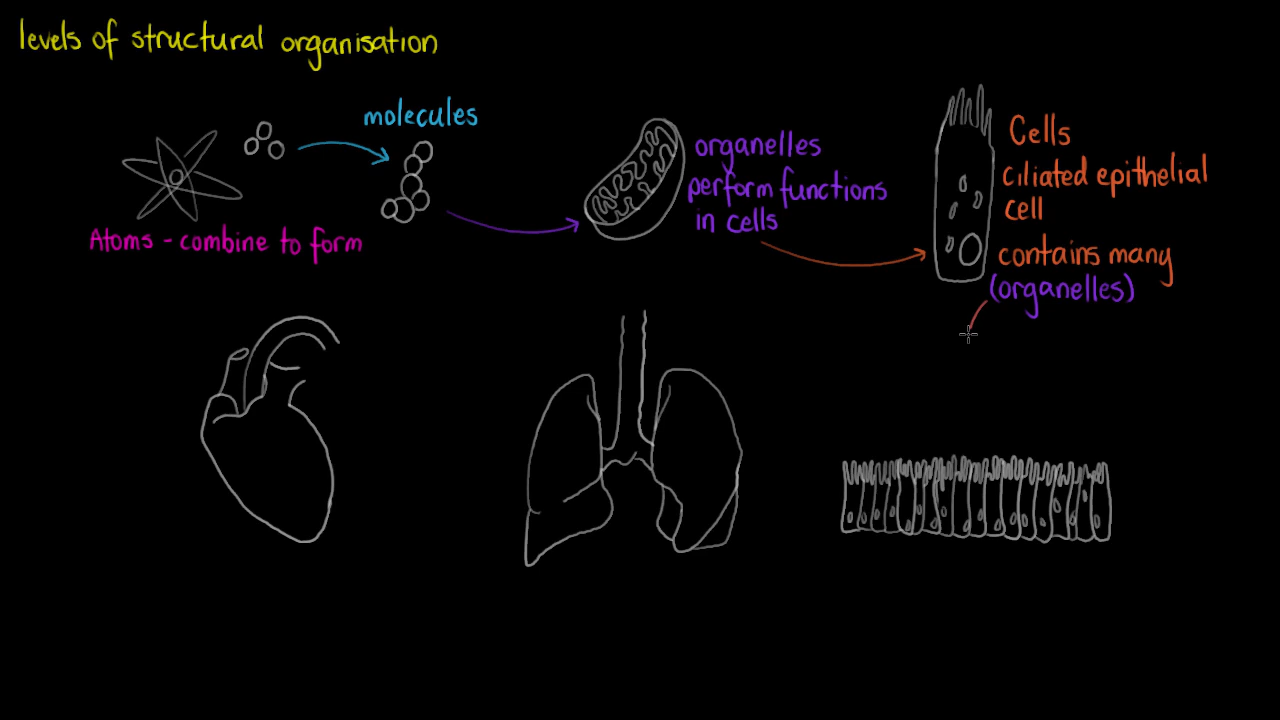 levels of structural organisation
molecules
Atoms - combine to form
organelles
perform functions
in cells
Cells
ciliated epithelial
cell
contains many
(organelles)